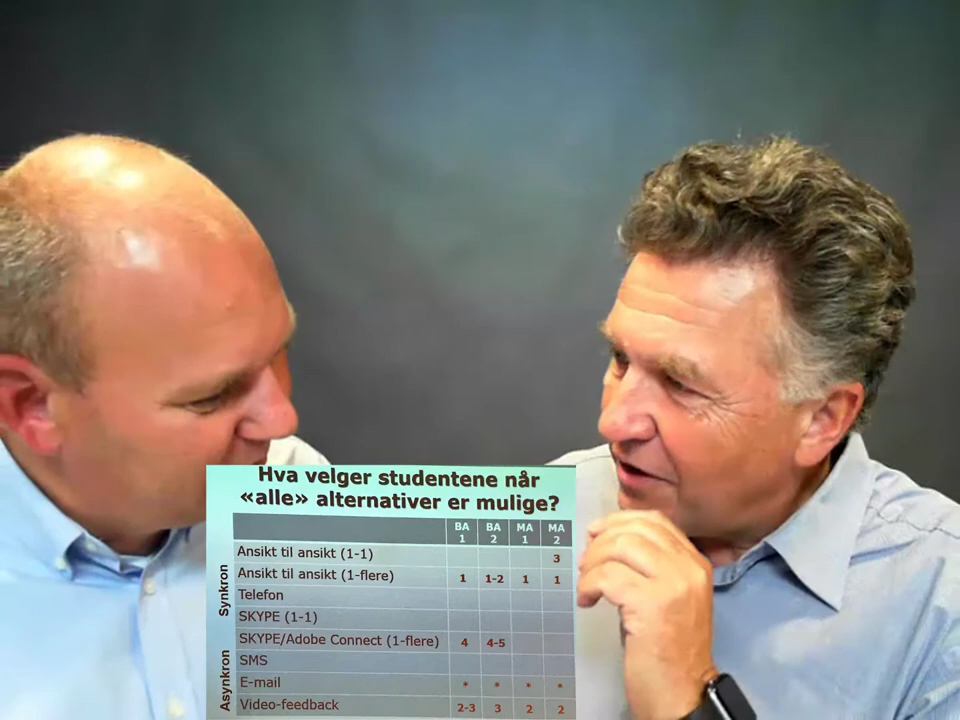 Hva velger studentene når
«alle» alternativer er mulige?
BA 1 BA 2 MA 1 MA 2
Synkron
Ansikt til ansikt (1-1) 3
Ansikt til ansikt (1-flere) 1 1-2 1 1
Telefon
SKYPE (1-1)
SKYPE/Adobe Connect (1-flere) 4 4-5
Asynkron
SMS
E-mail * * * *
Video-feedback 2-3 3 2 2